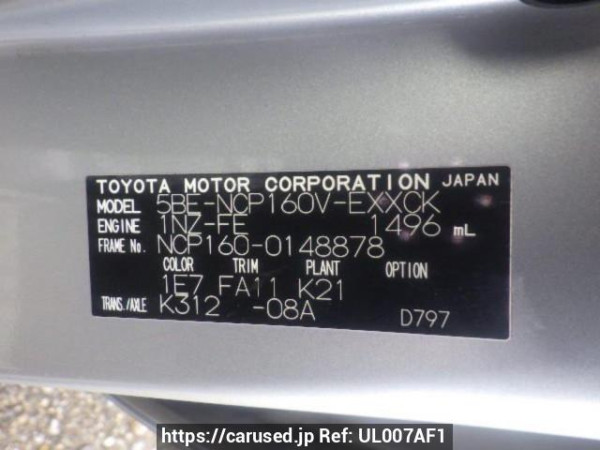 TOYOTA MOTOR CORPORATION JAPAN
MODEL 5BE-NCP160V-EXXCK
ENGINE 1NZ-FE 1496 mL
FRAME No. NCP160-0148878
COLOR TRIM PLANT OPTION
1E7 FA11 K21
TRANS./AXLE K312 -08A D797
https://carused.jp Ref: UL007AF1